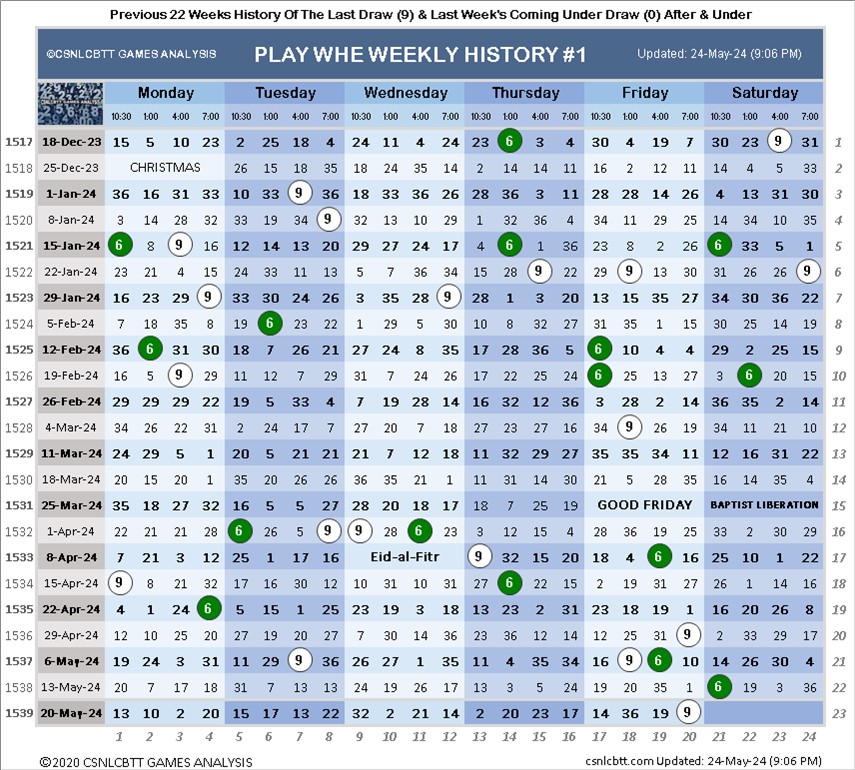 Previous 22 Weeks History Of The Last Draw (9) & Last Week's Coming Under Draw (0) After & Under
©CSNLCBTT GAMES ANALYSIS PLAY WHE WEEKLY HISTORY #1 Updated: 24-May-24 (9:06 PM)
Monday Tuesday Wednesday Thursday Friday Saturday
10:30 1:00 4:00 7:00 10:30 1:00 4:00 7:00 10:30 1:00 4:00 7:00 10:30 1:00 4:00 7:00 10:30 1:00 4:00 7:00 10:30 1:00 4:00 7:00
1517 18-Dec-23 15 5 10 23 2 25 18 4 24 11 4 24 23 6 3 4 30 4 19 7 30 23 9 31 1
1518 25-Dec-23 CHRISTMAS 26 15 18 35 18 24 35 14 2 14 14 11 16 2 12 11 14 4 5 33 2
1519 1-Jan-24 36 16 31 33 10 33 9 36 18 33 36 26 28 36 3 11 28 28 14 26 4 13 31 30 3
1520 8-Jan-24 3 14 28 32 33 19 34 9 32 13 10 29 1 32 36 4 34 11 29 25 14 34 10 35 4
1521 15-Jan-24 6 8 9 16 12 14 13 20 29 27 24 17 4 6 1 36 23 8 2 26 6 33 5 1 5
1522 22-Jan-24 23 21 4 15 24 33 11 13 5 7 36 34 15 28 9 22 29 9 13 30 31 26 26 9 6
1523 29-Jan-24 16 23 29 9 33 30 24 26 3 35 28 9 28 1 3 20 13 15 35 27 34 30 36 22 7
1524 5-Feb-24 7 18 35 8 19 6 23 22 1 29 5 30 10 8 32 27 31 35 1 15 30 25 14 19 8
1525 12-Feb-24 36 6 31 30 18 7 26 21 27 24 8 35 17 28 36 5 6 10 4 4 29 2 25 15 9
1526 19-Feb-24 16 5 9 29 11 12 7 29 31 7 24 26 17 22 25 24 6 25 13 27 3 6 20 15 10
1527 26-Feb-24 29 29 29 22 19 5 33 4 7 19 28 14 16 32 12 36 3 28 2 14 36 35 2 14 11
1528 4-Mar-24 34 26 22 31 2 24 17 7 27 20 7 18 27 23 27 16 34 9 26 19 34 11 21 10 12
1529 11-Mar-24 24 29 5 1 20 5 21 21 17 4 12 18 11 32 29 27 35 35 34 11 12 16 31 22 13
1530 18-Mar-24 30 21 20 1 35 20 26 26 36 35 21 1 11 31 14 30 21 5 28 35 16 14 35 4 14
1531 25-Mar-24 35 18 27 32 16 5 5 27 28 20 18 17 18 7 25 19 GOOD FRIDAY BAPTIST LIBERATION 15
1532 1-Apr-24 22 21 21 28 6 26 5 9 9 28 6 23 3 12 15 4 28 36 19 25 33 2 30 29 16
1533 8-Apr-24 7 21 3 12 25 1 17 16 Eid-al-Fitr 9 32 15 20 18 4 6 16 25 10 1 22 17
1534 15-Apr-24 9 8 21 32 17 16 30 12 10 31 10 31 27 6 22 15 2 19 31 27 26 1 14 16 18
1535 22-Apr-24 4 1 24 6 5 15 1 25 23 19 3 18 13 23 2 31 23 18 19 1 16 20 26 8 19
1536 29-Apr-24 12 10 25 20 27 19 20 27 7 30 14 36 23 36 14 2 12 25 31 9 2 33 29 17 20
1537 6-May-24 19 24 3 31 11 29 9 36 26 27 1 35 11 4 35 34 16 9 6 10 14 26 30 4 21
1538 13-May-24 20 7 17 18 31 7 13 13 24 19 26 17 13 3 5 24 19 20 35 1 6 19 3 36 22
1539 20-May-24 13 10 2 20 15 17 13 22 32 2 21 14 2 20 23 17 14 36 19 9 23
1 2 3 4 5 6 7 8 9 10 11 12 13 14 15 16 17 18 19 20 21 22 23 24
©2020 CSNLCBTT GAMES ANALYSIS csnlcbtt.com Updated: 24-May-24 (9:06 PM)